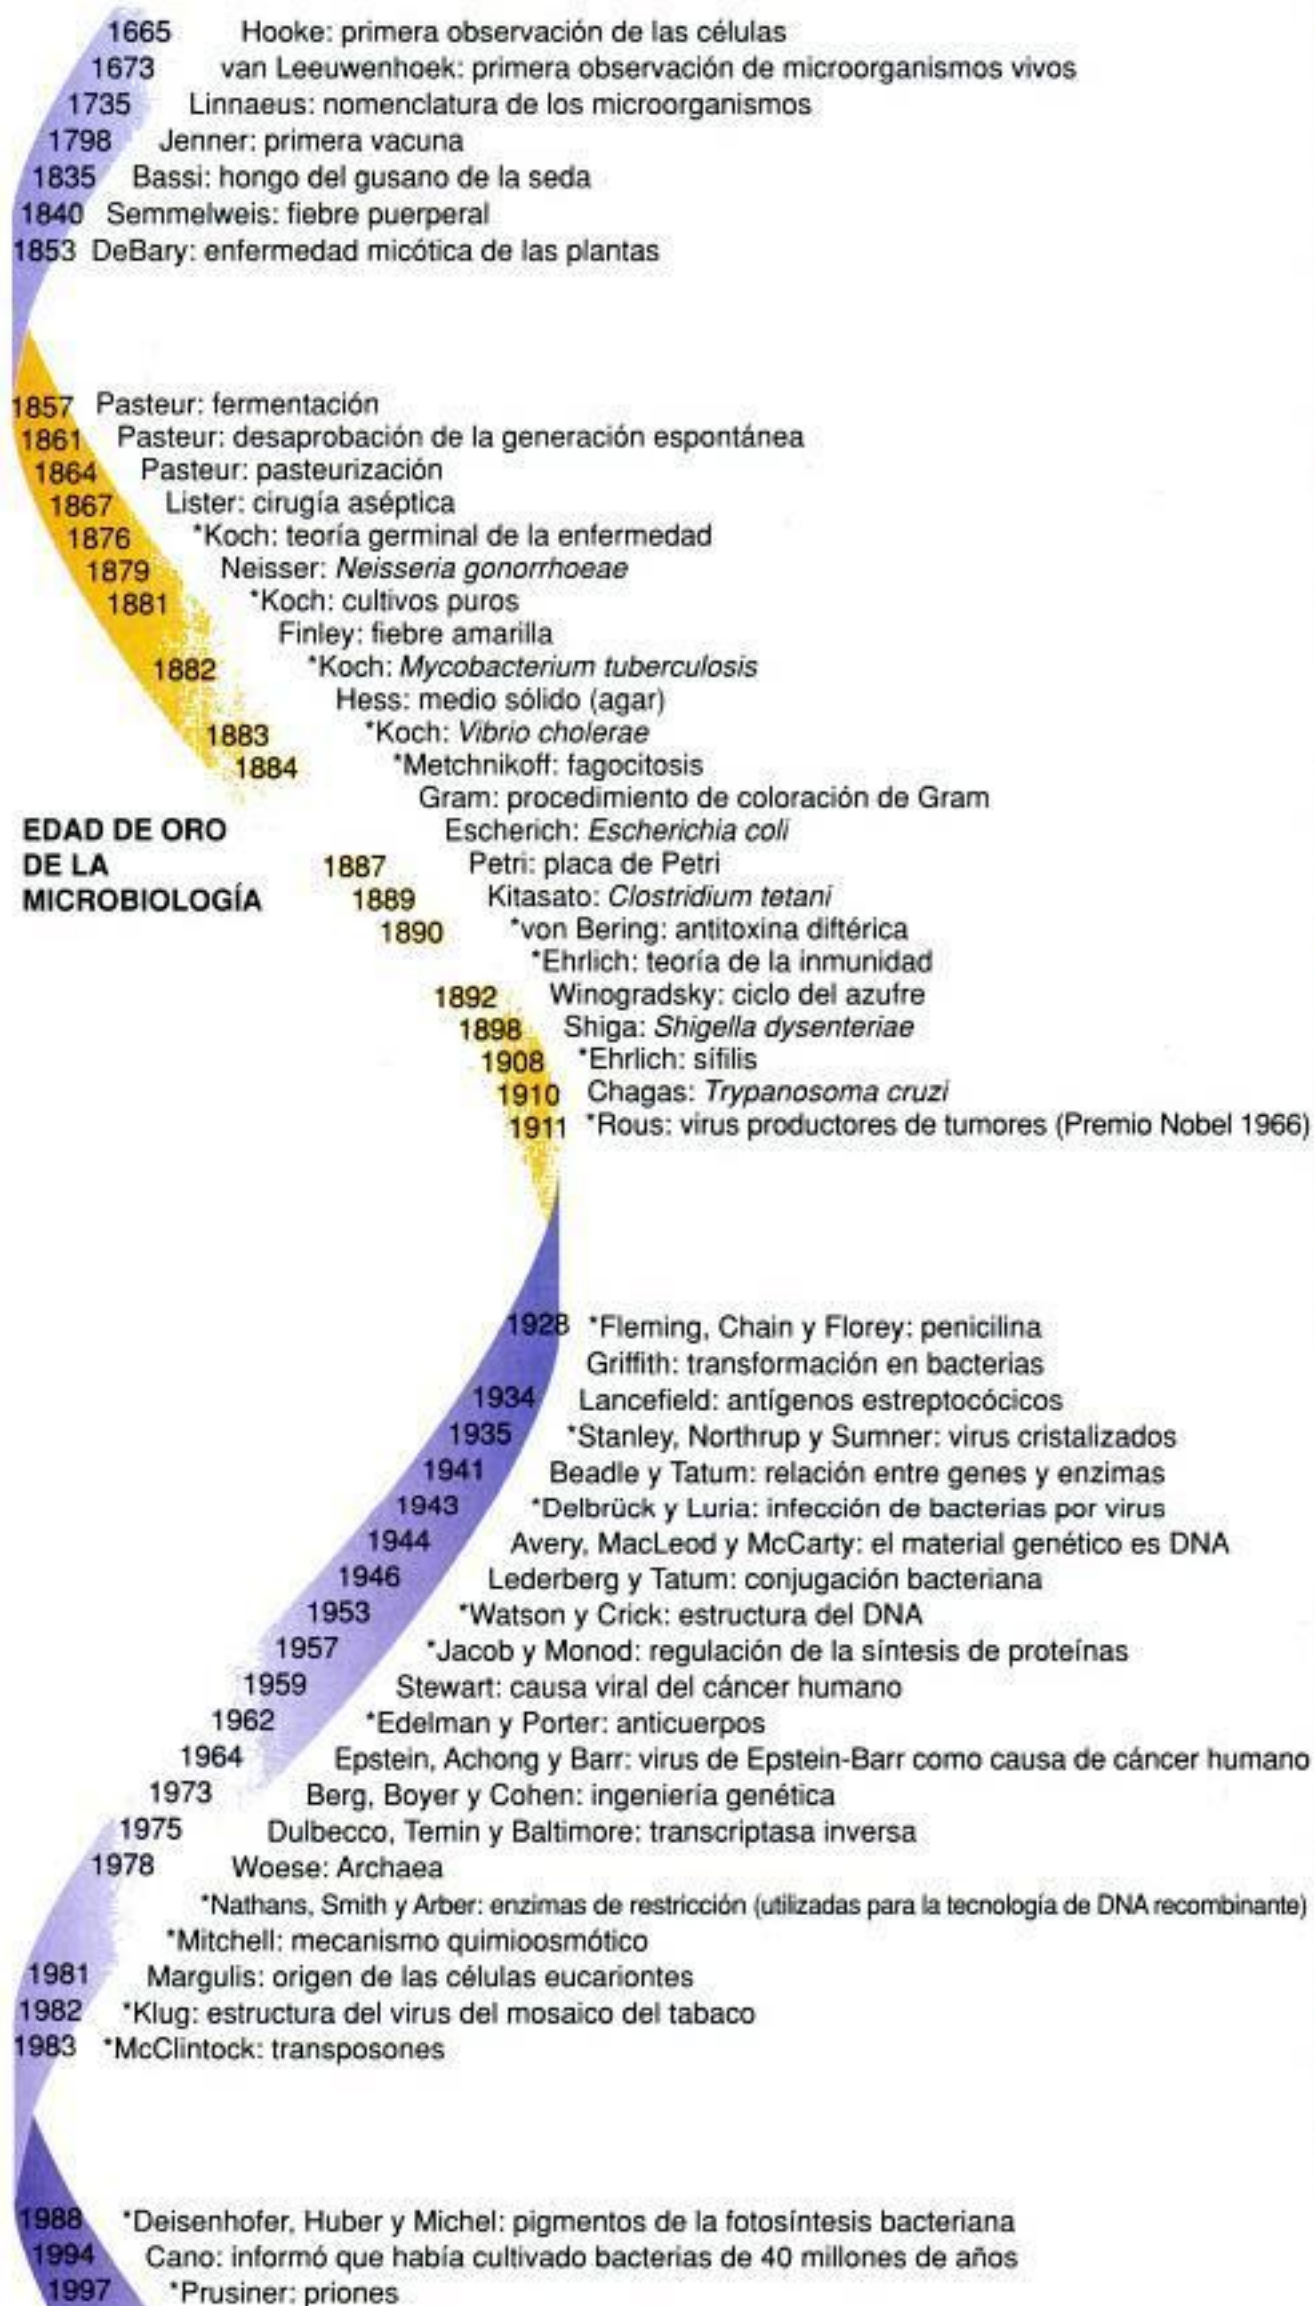 1665 Hooke: primera observación de las células
1673 van Leeuwenhoek: primera observación de microorganismos vivos
1735 Linnaeus: nomenclatura de los microorganismos
1798 Jenner: primera vacuna
1835 Bassi: hongo del gusano de la seda
1840 Semmelweis: fiebre puerperal
1853 DeBary: enfermedad micótica de las plantas
1857 Pasteur: fermentación
1861 Pasteur: desaprobación de la generación espontánea
1864 Pasteur: pasteurización
1867 Lister: cirugía aséptica
1876 *Koch: teoría germinal de la enfermedad
1879 Neisser: Neisseria gonorrhoeae
1881 *Koch: cultivos puros
Finley: fiebre amarilla
1882 *Koch: Mycobacterium tuberculosis
Hess: medio sólido (agar)
1883 *Koch: Vibrio cholerae
1884 *Metchnikoff: fagocitosis
Gram: procedimiento de coloración de Gram
Escherich: Escherichia coli
EDAD DE ORO
DE LA
MICROBIOLOGÍA
1887 Petri: placa de Petri
1889 Kitasato: Clostridium tetani
1890 *von Bering: antitoxina diftérica
*Ehrlich: teoría de la inmunidad
1892 Winogradsky: ciclo del azufre
1898 Shiga: Shigella dysenteriae
1908 *Ehrlich: sífilis
1910 Chagas: Trypanosoma cruzi
1911 *Rous: virus productores de tumores (Premio Nobel 1966)
1928 *Fleming, Chain y Florey: penicilina
Griffith: transformación en bacterias
1934 Lancefield: antígenos estreptocócicos
1935 *Stanley, Northrup y Sumner: virus cristalizados
1941 Beadle y Tatum: relación entre genes y enzimas
1943 *Delbrück y Luria: infección de bacterias por virus
1944 Avery, MacLeod y McCarty: el material genético es DNA
1946 Lederberg y Tatum: conjugación bacteriana
1953 *Watson y Crick: estructura del DNA
1957 *Jacob y Monod: regulación de la síntesis de proteínas
1959 Stewart: causa viral del cáncer humano
1962 *Edelman y Porter: anticuerpos
1964 Epstein, Achong y Barr: virus de Epstein-Barr como causa de cáncer humano
1973 Berg, Boyer y Cohen: ingeniería genética
1975 Dulbecco, Temin y Baltimore: transcriptasa inversa
1978 Woese: Archaea
*Nathans, Smith y Arber: enzimas de restricción (utilizadas para la tecnología de DNA recombinante)
*Mitchell: mecanismo quimioosmótico
1981 Margulis: origen de las células eucariontes
1982 *Klug: estructura del virus del mosaico del tabaco
1983 *McClintock: transposones
1988 *Deisenhofer, Huber y Michel: pigmentos de la fotosíntesis bacteriana
1994 Cano: informó que había cultivado bacterias de 40 millones de años
1997 *Prusiner: priones